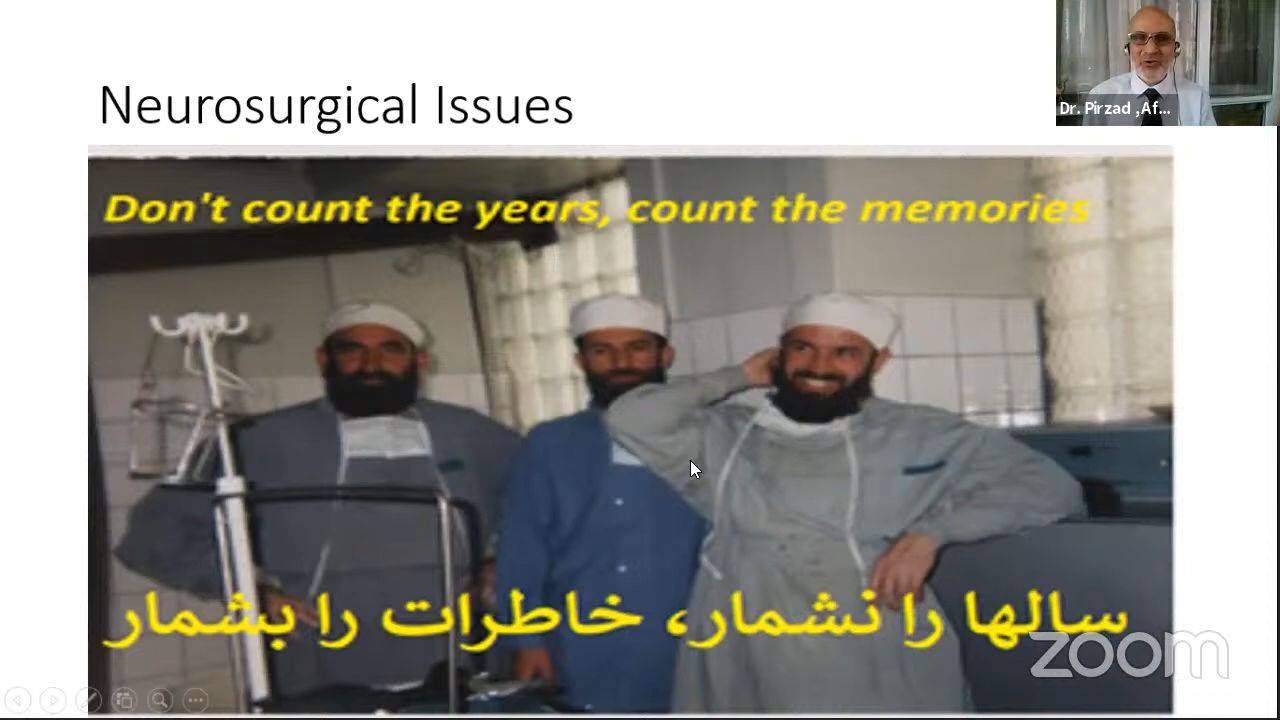 Neurosurgical Issues
Dr. Pirzad ,Af...
Don't count the years, count the memories
سالها را نشمار، خاطرات را بشمار
zoom